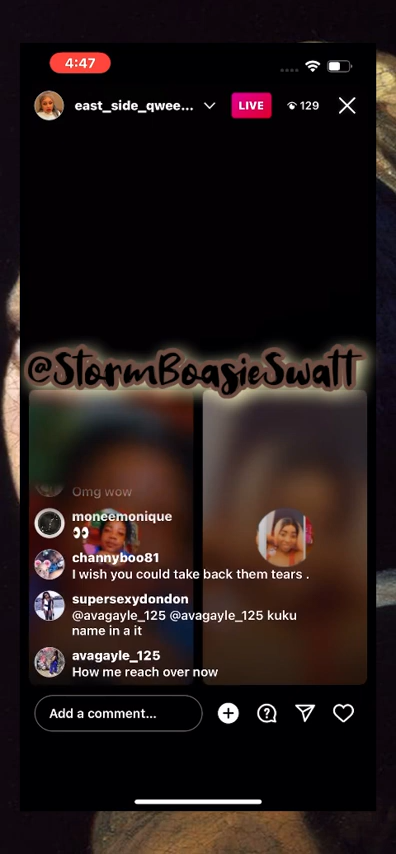 4:47
east_side_qwee...
LIVE
129
@StormBoasieSwatt
Omg wow
moneemonique
👀
channyboo81
I wish you could take back them tears .
supersexydondon
@avagayle_125 @avagayle_125 kuku
name in a it
avagayle_125
How me reach over now
Add a comment...